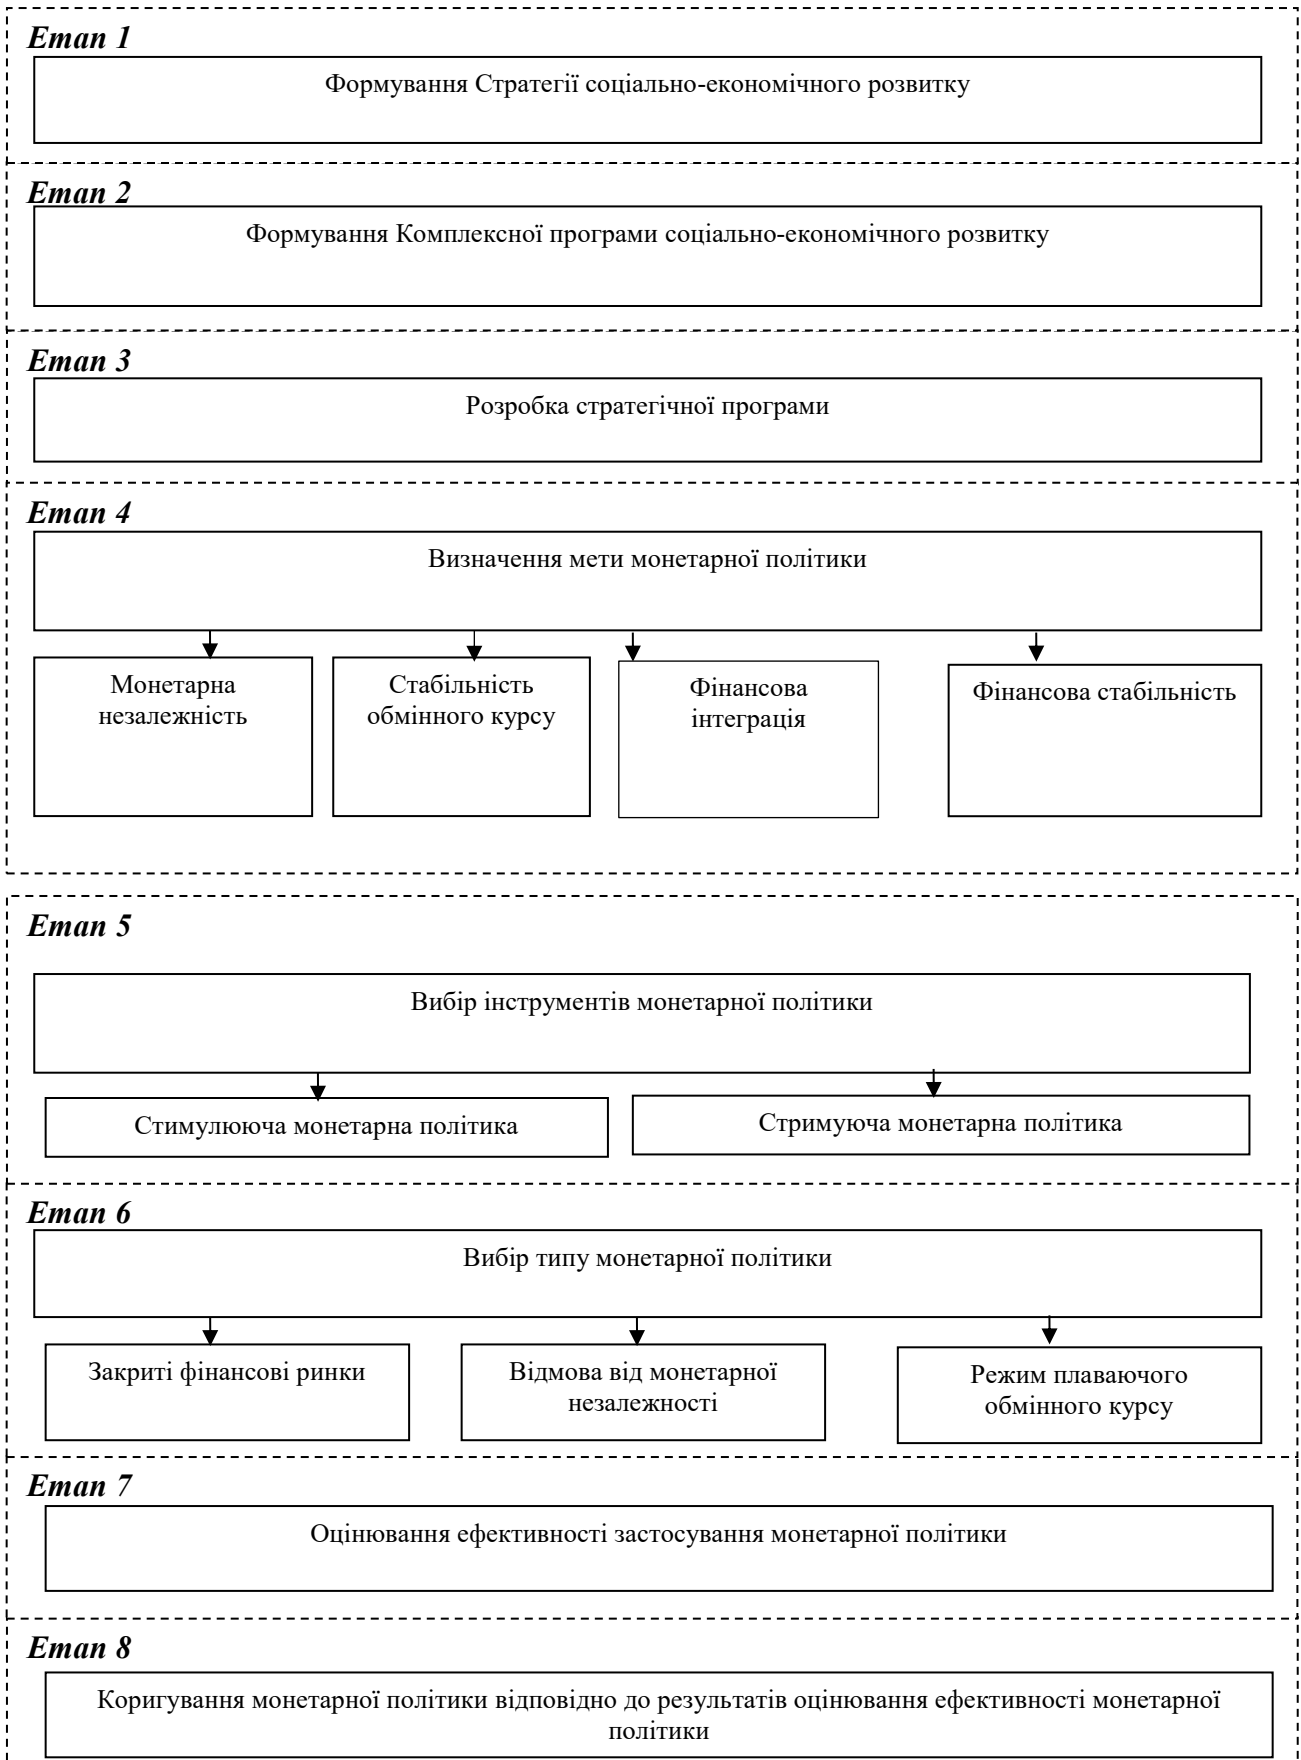 Етап 1
Формування Стратегії соціально-економічного розвитку
Етап 2
Формування Комплексної програми соціально-економічного розвитку
Етап 3
Розробка стратегічної програми
Етап 4
Визначення мети монетарної політики
Монетарна
незалежність
Стабільність
обмінного курсу
Фінансова
інтеграція
Фінансова стабільність
Етап 5
Вибір інструментів монетарної політики
Стимулююча монетарна політика
Стримуюча монетарна політика
Етап 6
Вибір типу монетарної політики
Закриті фінансові ринки
Відмова від монетарної
незалежності
Режим плаваючого
обмінного курсу
Етап 7
Оцінювання ефективності застосування монетарної політики
Етап 8
Коригування монетарної політики відповідно до результатів оцінювання ефективності монетарної
політики